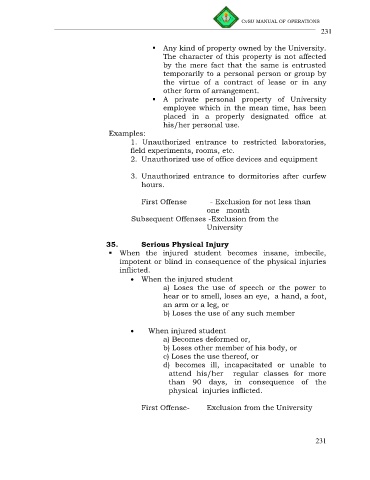 CvSU MANUAL OF OPERATIONS
231
▪ Any kind of property owned by the University.
The character of this property is not affected
by the mere fact that the same is entrusted
temporarily to a personal person or group by
the virtue of a contract of lease or in any
other form of arrangement.
▪ A private personal property of University
employee which in the mean time, has been
placed in a properly designated office at
his/her personal use.
Examples:
1. Unauthorized entrance to restricted laboratories,
field experiments, rooms, etc.
2. Unauthorized use of office devices and equipment
3. Unauthorized entrance to dormitories after curfew
hours.
First Offense - Exclusion for not less than
one month
Subsequent Offenses -Exclusion from the
University
35. Serious Physical Injury
▪ When the injured student becomes insane, imbecile,
impotent or blind in consequence of the physical injuries
inflicted.
• When the injured student
a) Loses the use of speech or the power to
hear or to smell, loses an eye, a hand, a foot,
an arm or a leg, or
b) Loses the use of any such member
• When injured student
a) Becomes deformed or,
b) Loses other member of his body, or
c) Loses the use thereof, or
d) becomes ill, incapacitated or unable to
attend his/her regular classes for more
than 90 days, in consequence of the
physical injuries inflicted.
First Offense- Exclusion from the University
231